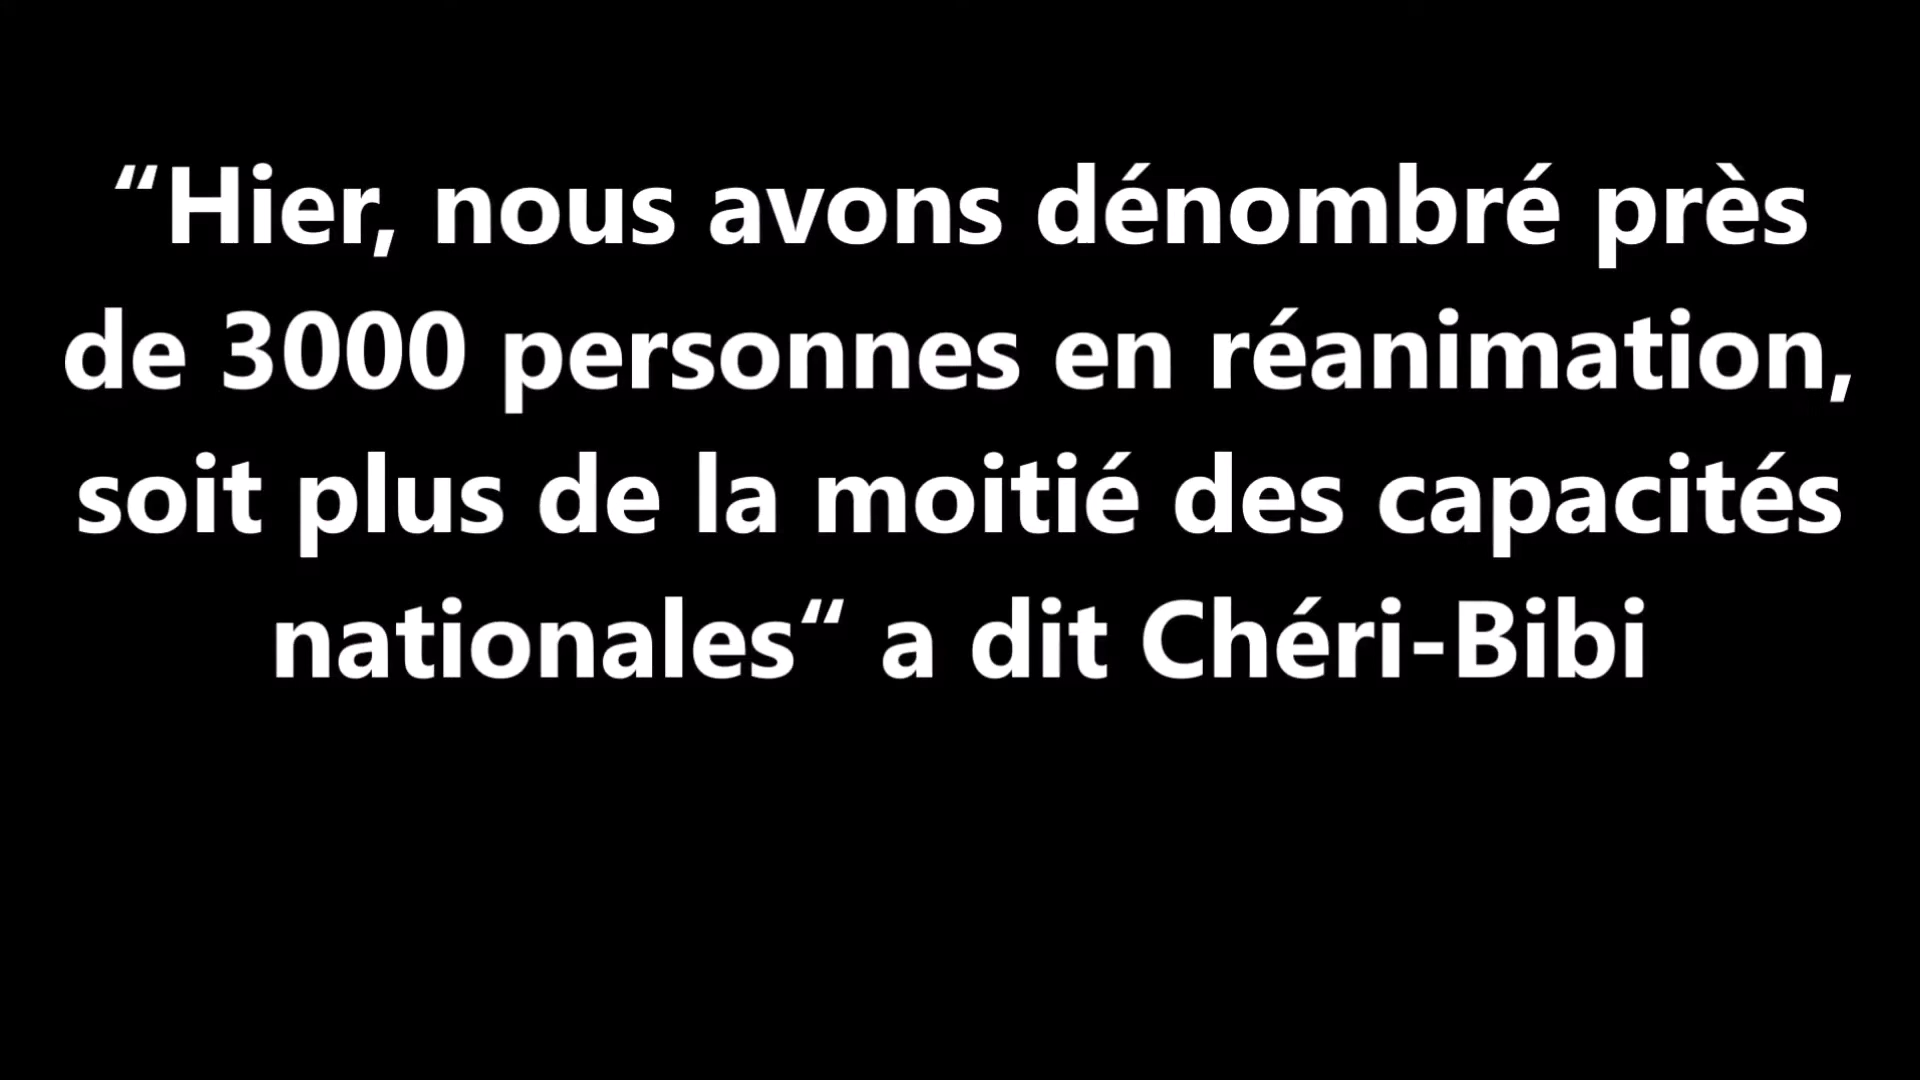 “Hier, nous avons dénombré près
de 3000 personnes en réanimation,
soit plus de la moitié des capacités
nationales“ a dit Chéri-Bibi